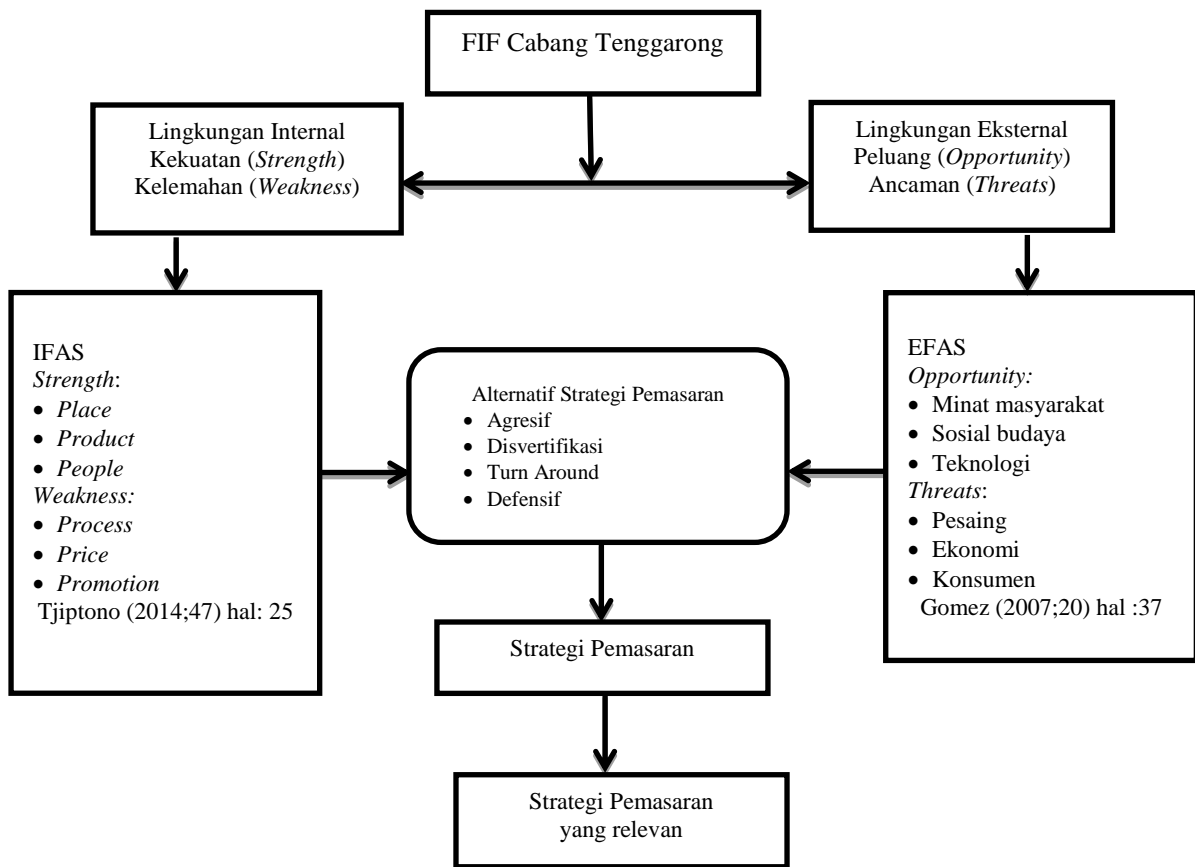 FIF Cabang Tenggarong
Lingkungan Internal
Kekuatan (Strength)
Kelemahan (Weakness)
Lingkungan Eksternal
Peluang (Opportunity)
Ancaman (Threats)
IFAS
Strength:
• Place
• Product
• People
Weakness:
• Process
• Price
• Promotion
Tjiptono (2014;47) hal: 25
Alternatif Strategi Pemasaran
• Agresif
• Disvertifikasi
• Turn Around
• Defensif
EFAS
Opportunity:
• Minat masyarakat
• Sosial budaya
• Teknologi
Threats:
• Pesaing
• Ekonomi
• Konsumen
Gomez (2007;20) hal :37
Strategi Pemasaran
Strategi Pemasaran
yang relevan